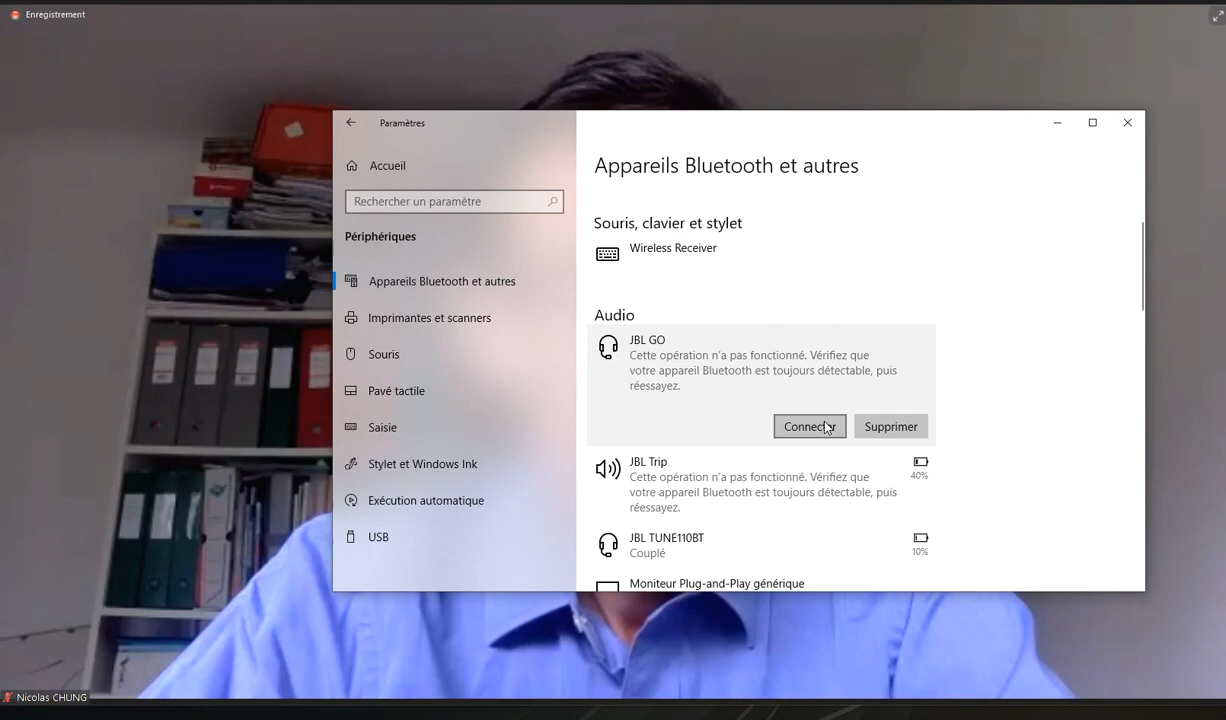 Enregistrement
Paramètres
Accueil
Rechercher un paramètre
Périphériques
Appareils Bluetooth et autres
Imprimantes et scanners
Souris
Pavé tactile
Saisie
Stylet et Windows Ink
Exécution automatique
USB
Appareils Bluetooth et autres
Souris, clavier et stylet
Wireless Receiver
Audio
JBL GO
Cette opération n'a pas fonctionné. Vérifiez que
votre appareil Bluetooth est toujours détectable, puis
réessayez.
Connecter Supprimer
JBL Trip
40%
Cette opération n'a pas fonctionné. Vérifiez que
votre appareil Bluetooth est toujours détectable, puis
réessayez.
JBL TUNE110BT
Couplé 10%
Moniteur Plug-and-Play générique
Nicolas CHUNG